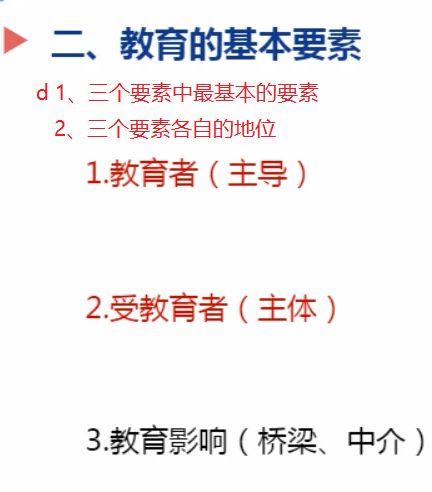 二、教育的基本要素
d 1、三个要素中最基本的要素
2、三个要素各自的地位
1.教育者（主导）
2.受教育者（主体）
3.教育影响（桥梁、中介）